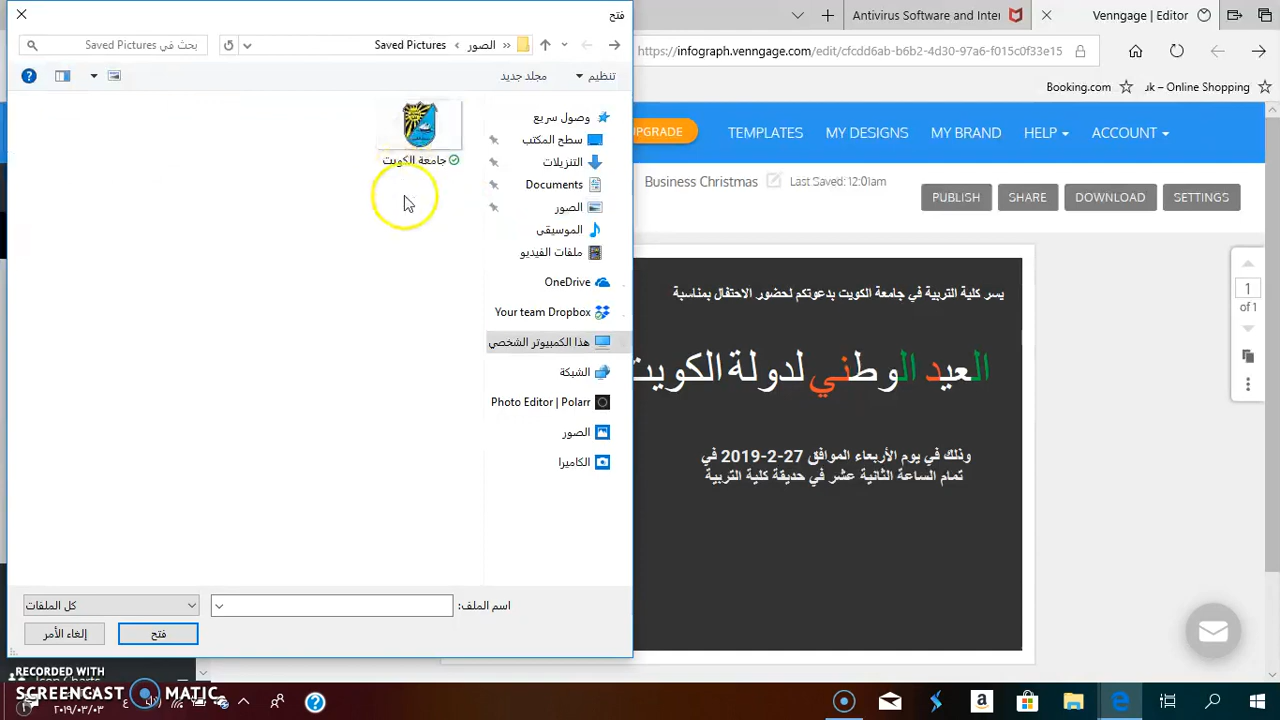 فتح
الصور
Saved Pictures
بحث في Saved Pictures
تنظيم
مجلد جديد
جامعة الكويت
وصول سريع
سطح المكتب
التنزيلات
Documents
الصور
الموسيقى
ملفات الفيديو
OneDrive
Your team Dropbox
هذا الكمبيوتر الشخصي
الشبكة
Photo Editor | Polarr
الصور
الكاميرا
اسم الملف:
كل الملفات
فتح
إلغاء الأمر
Antivirus Software and Inter
Venngage | Editor
https://infograph.venngage.com/edit/cfcdd6ab-b6b2-4d30-97a6-f015c0f33e15
Booking.com
.uk – Online Shopping
UPGRADE
TEMPLATES
MY DESIGNS
MY BRAND
HELP
ACCOUNT
Business Christmas
Last Saved: 12:01am
PUBLISH
SHARE
DOWNLOAD
SETTINGS
1
of 1
يسر كلية التربية في جامعة الكويت بدعوتكم لحضور الاحتفال بمناسبة
العيد الوطني لدولة الكويت
وذلك في يوم الأربعاء الموافق 27-2-2019 في
تمام الساعة الثانية عشر في حديقة كلية التربية
RECORDED WITH
SCREENCAST MATIC
٢٠١٩/٠٣/٠٣